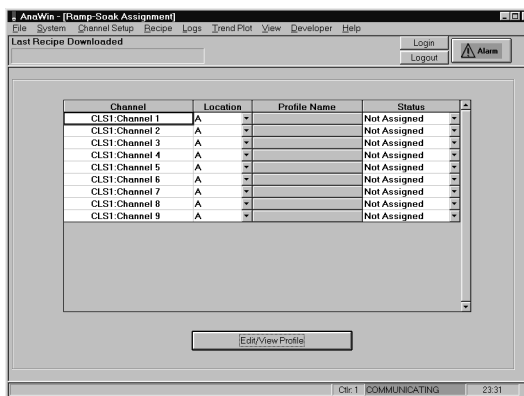 AnaWin - [Ramp-Soak Assignment]
File System Channel Setup Recipe Logs Trend Plot View Developer Help
Last Recipe Downloaded
Login
Logout
Alarm
Channel Location Profile Name Status
CLS1:Channel 1 A Not Assigned
CLS1:Channel 2 A Not Assigned
CLS1:Channel 3 A Not Assigned
CLS1:Channel 4 A Not Assigned
CLS1:Channel 5 A Not Assigned
CLS1:Channel 6 A Not Assigned
CLS1:Channel 7 A Not Assigned
CLS1:Channel 8 A Not Assigned
CLS1:Channel 9 A Not Assigned
Edit/View Profile
Ctlr: 1 COMMUNICATING 23:31